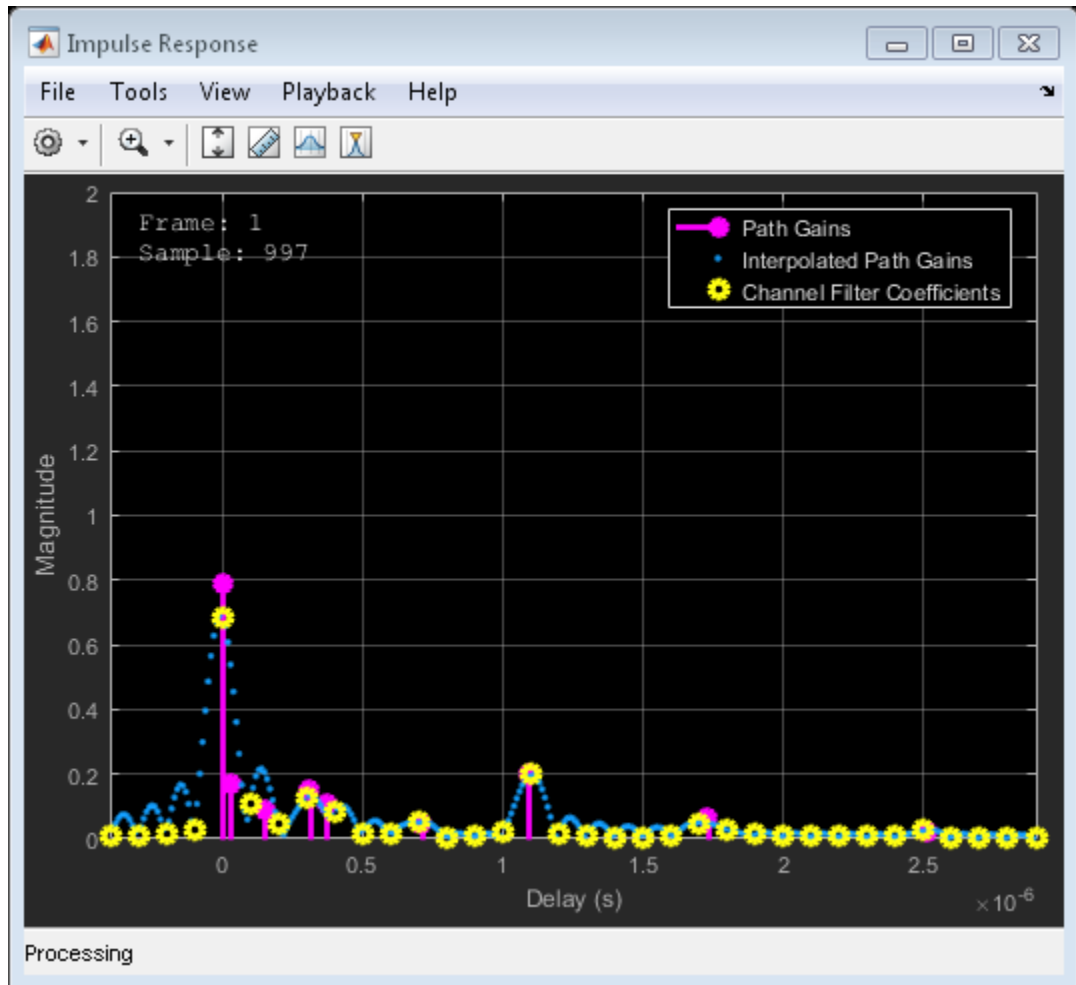 Impulse Response
File Tools View Playback Help
Frame: 1
Sample: 997
Path Gains
Interpolated Path Gains
Channel Filter Coefficients
2
1.8
1.6
1.4
1.2
1
0.8
0.6
0.4
0.2
0
Magnitude
0 0.5 1 1.5 2 2.5
Delay (s)
×10⁻⁶
Processing